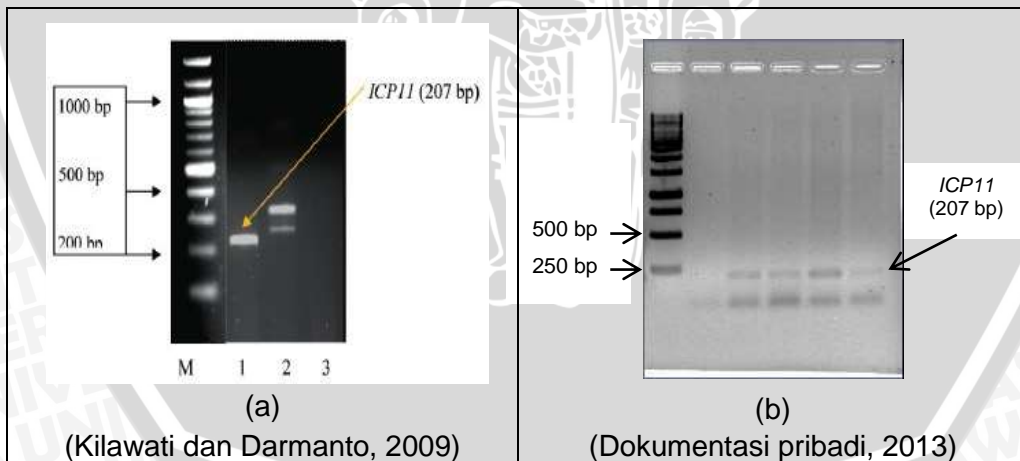 1000 bp
500 bp
200 bp
ICP11 (207 bp)
M 1 2 3
(a)
(Kilawati dan Darmanto, 2009)
ICP11
(207 bp)
500 bp
250 bp
(b)
(Dokumentasi pribadi, 2013)